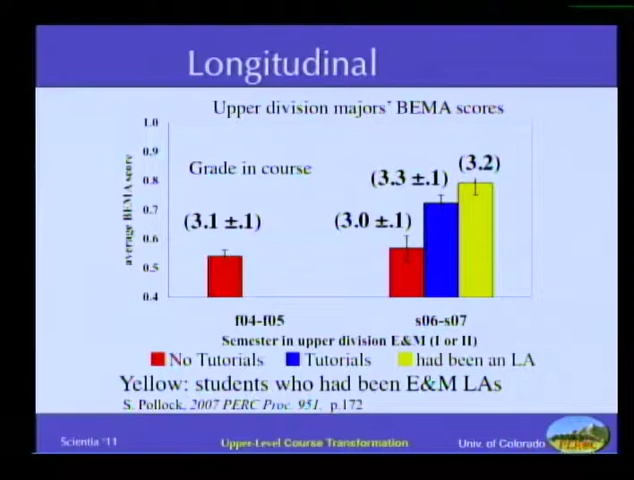 Longitudinal
Upper division majors' BEMA scores
1.0
0.9
0.8
0.7
0.6
0.5
0.4
average BEMA score
Grade in course
(3.1 ±.1)
(3.0 ±.1)
(3.3 ±.1)
(3.2)
f04-f05
s06-s07
Semester in upper division E&M (I or II)
No Tutorials
Tutorials
had been an LA
Yellow: students who had been E&M LAs
S. Pollock, 2007 PERC Proc. 951, p.172
Scientia '11
Upper-Level Course Transformation
Univ. of Colorado